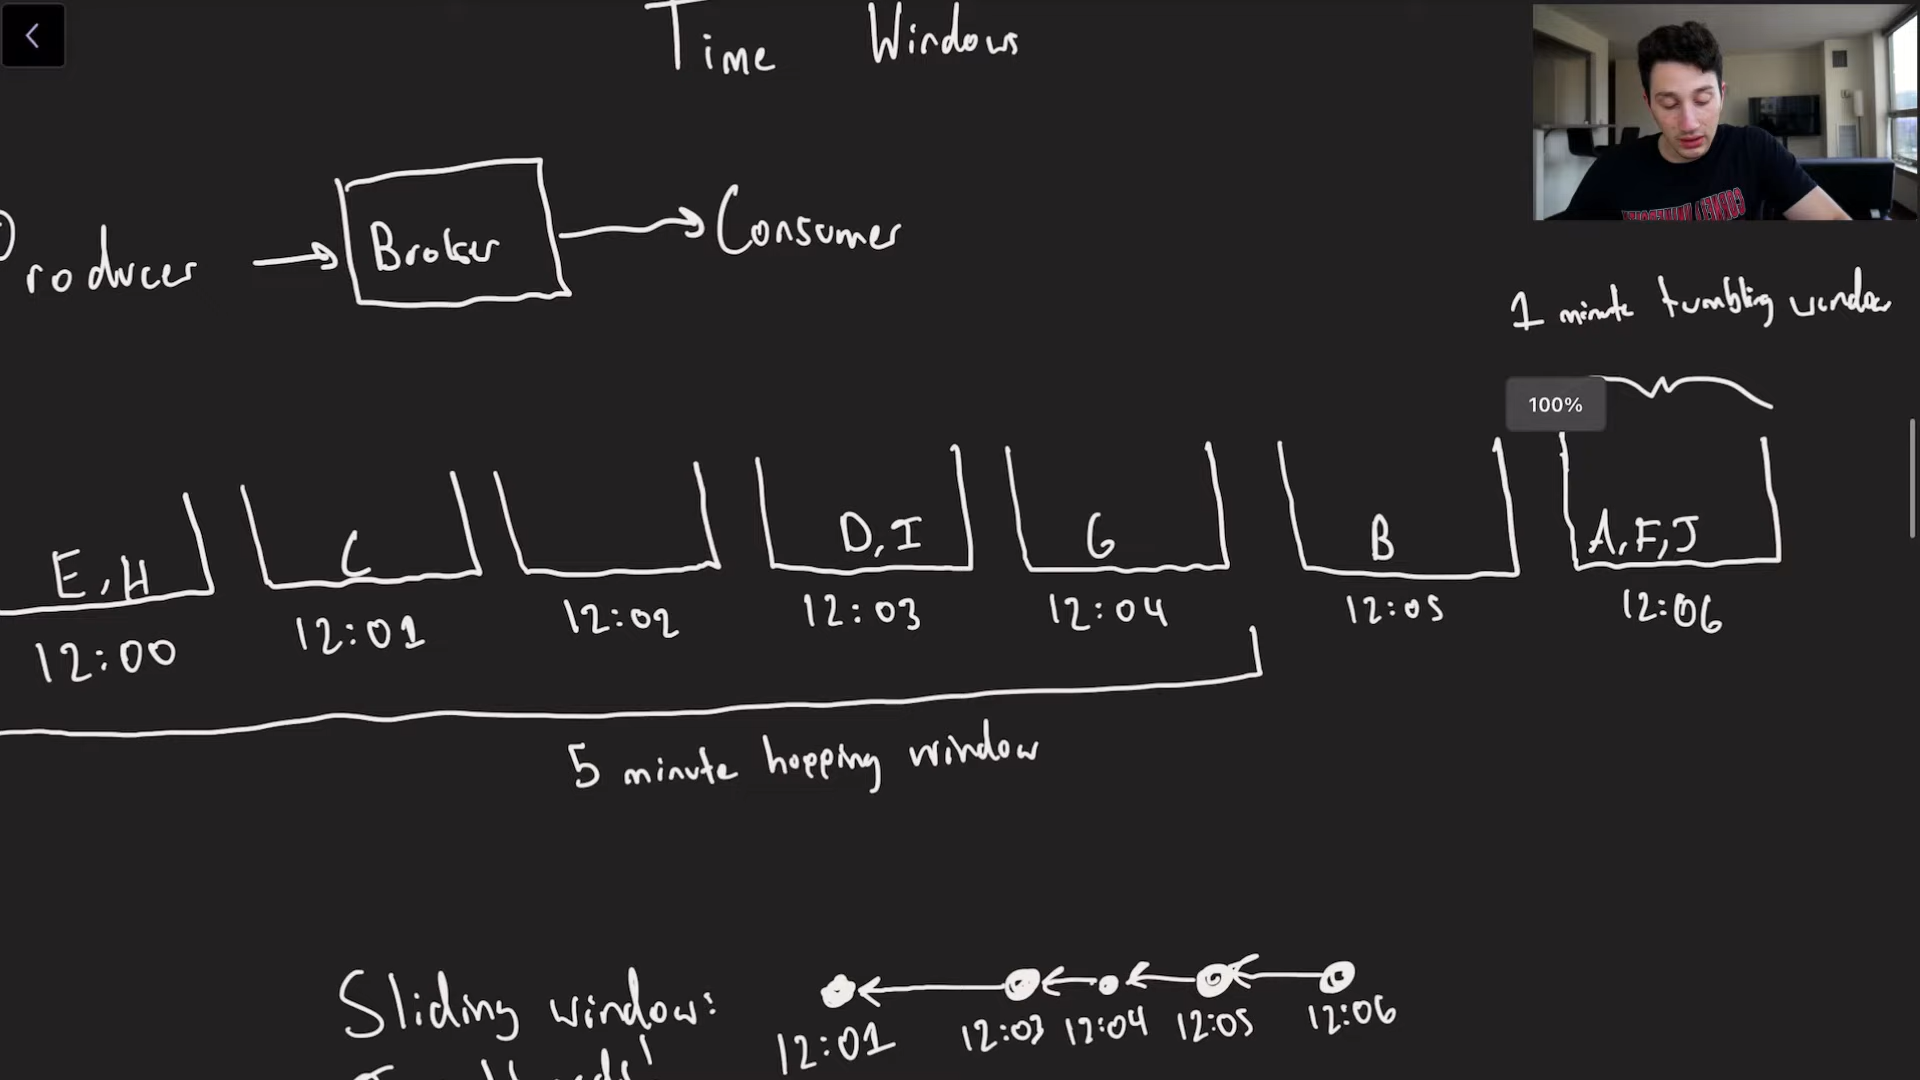 Time Windows
Producer
Broker
Consumer
1 minute tumbling window
100%
E, H
C
D, I
G
B
A, F, J
12:00
12:01
12:02
12:03
12:04
12:05
12:06
5 minute hopping window
Sliding window:
12:01
12:03
12:04
12:05
12:06